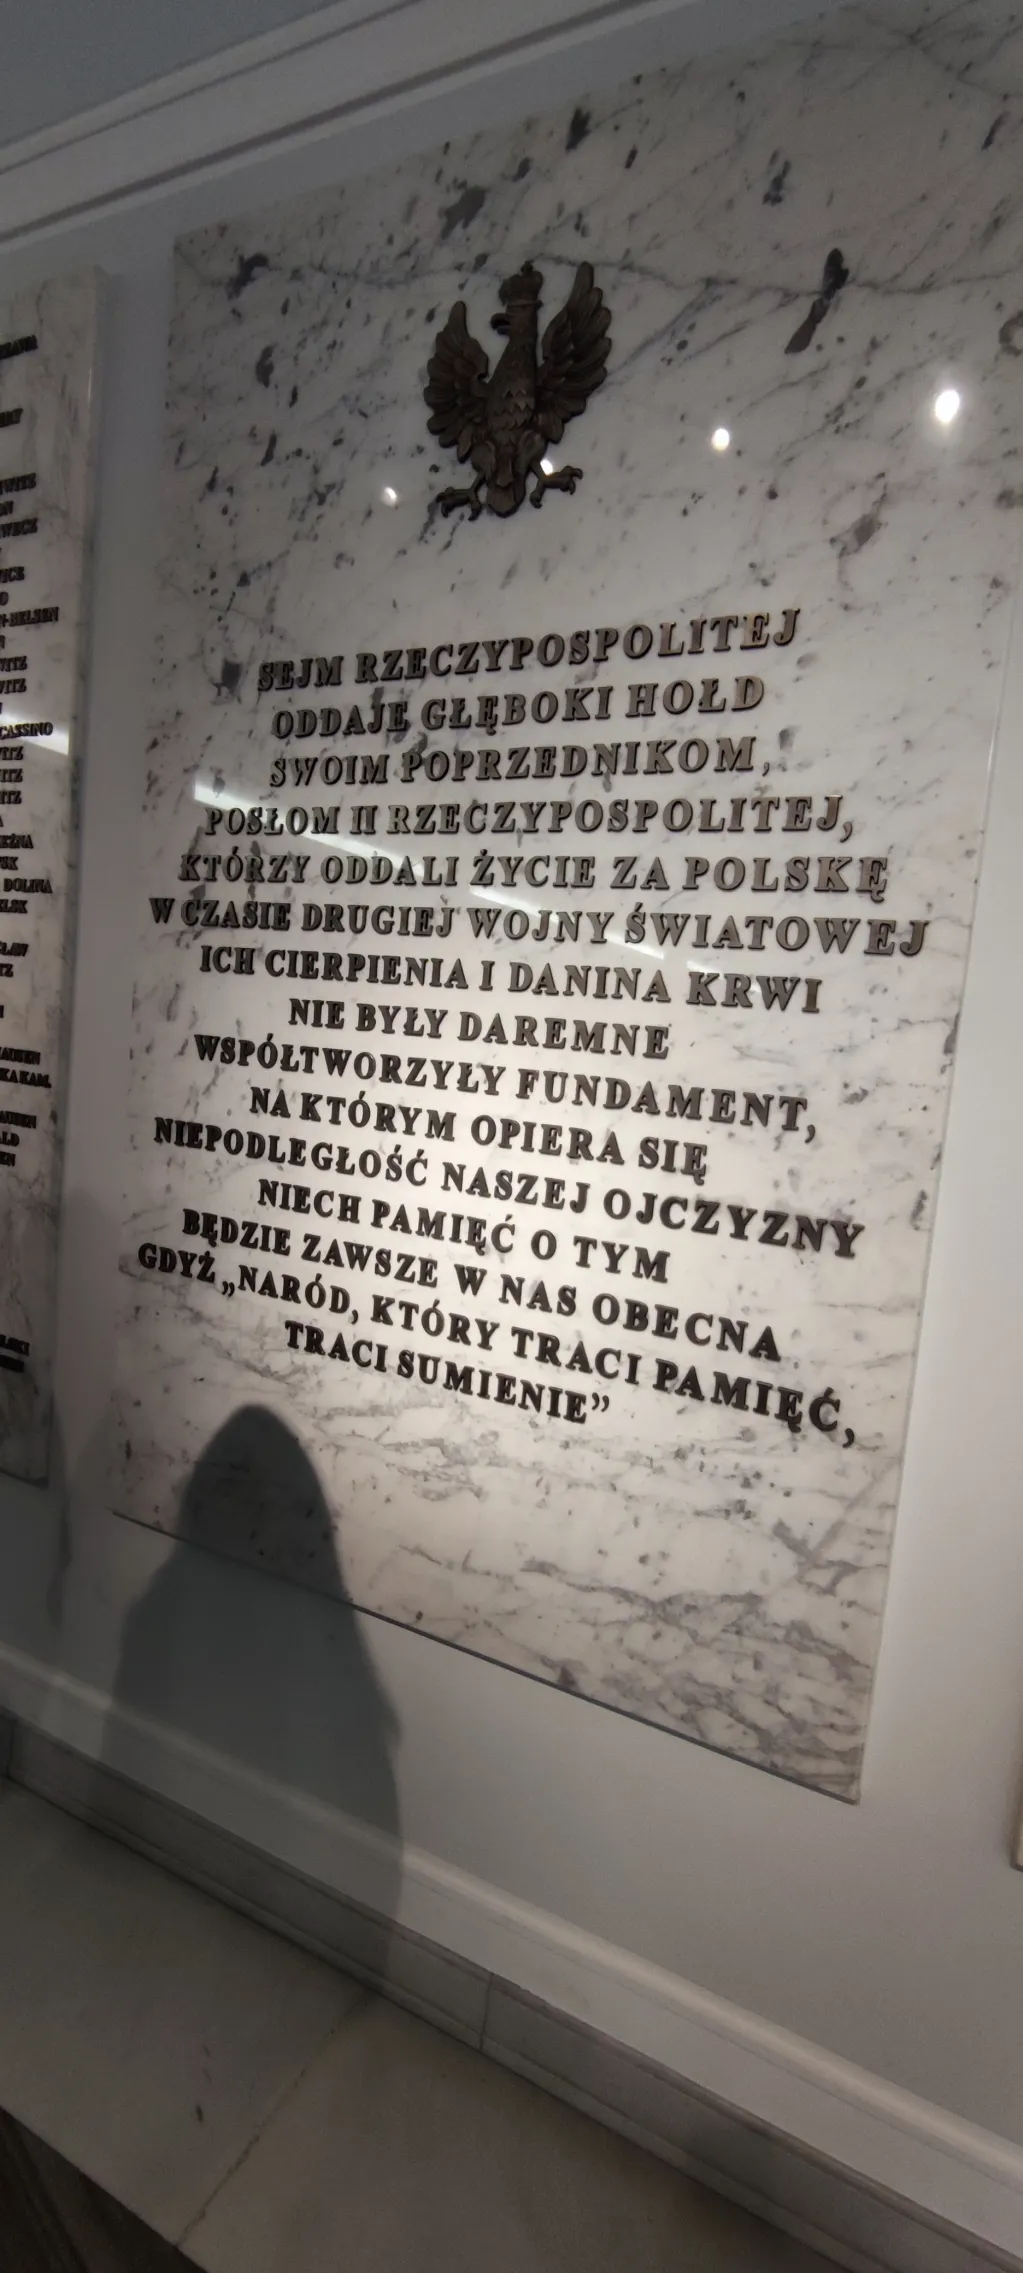 CASSINO
DOLINA
SEJM RZECZYPOSPOLITEJ
ODDAJE GŁĘBOKI HOŁD
SWOIM POPRZEDNIKOM,
POSŁOM II RZECZYPOSPOLITEJ,
KTÓRZY ODDALI ŻYCIE ZA POLSKĘ
W CZASIE DRUGIEJ WOJNY ŚWIATOWEJ
ICH CIERPIENIA I DANINA KRWI
NIE BYŁY DAREMNE
WSPÓŁTWORZYŁY FUNDAMENT,
NA KTÓRYM OPIERA SIĘ
NIEPODLEGŁOŚĆ NASZEJ OJCZYZNY
NIECH PAMIĘĆ O TYM
BĘDZIE ZAWSZE W NAS OBECNA
GDYŻ „NARÓD, KTÓRY TRACI PAMIĘĆ,
TRACI SUMIENIE”